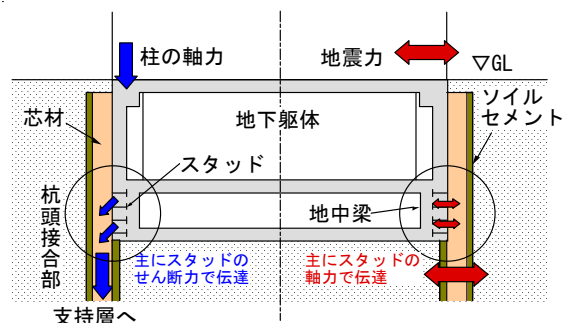 柱の軸力
地震力
▽GL
芯材
地下躯体
ソイル
セメント
スタッド
杭頭接合部
地中梁
主にスタッドの
せん断力で伝達
主にスタッドの
軸力で伝達
支持層へ